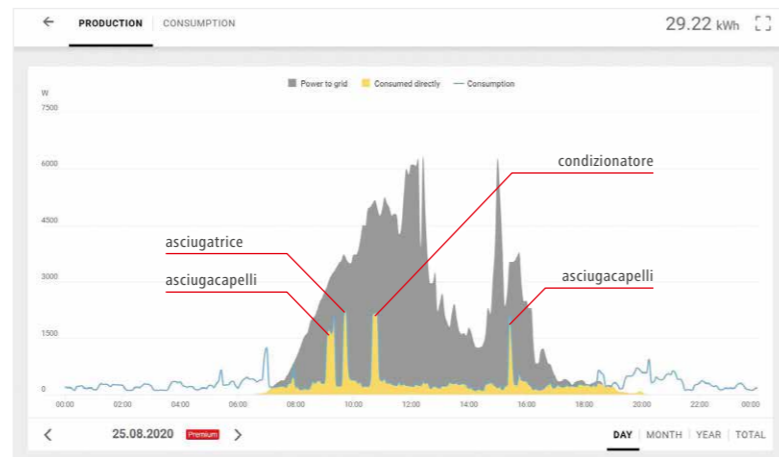 PRODUCTION CONSUMPTION 29.22 kWh
Power to grid Consumed directly Consumption
W
7500
6000
condizionatore
4500
asciugatrice
asciugacapelli
asciugacapelli
3000
1500
0
00:00 02:00 04:00 06:00 08:00 10:00 12:00 14:00 16:00 18:00 20:00 22:00 00:00
25.08.2020 Premium DAY MONTH YEAR TOTAL